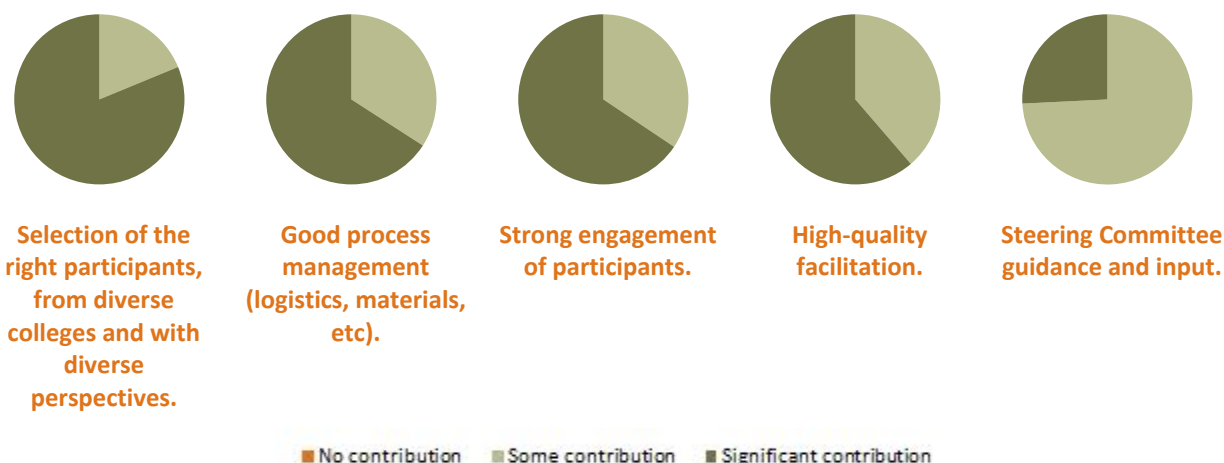 Selection of the
right participants,
from diverse
colleges and with
diverse
perspectives.
Good process
management
(logistics, materials,
etc).
Strong engagement
of participants.
High-quality
facilitation.
Steering Committee
guidance and input.
No contribution Some contribution Significant contribution